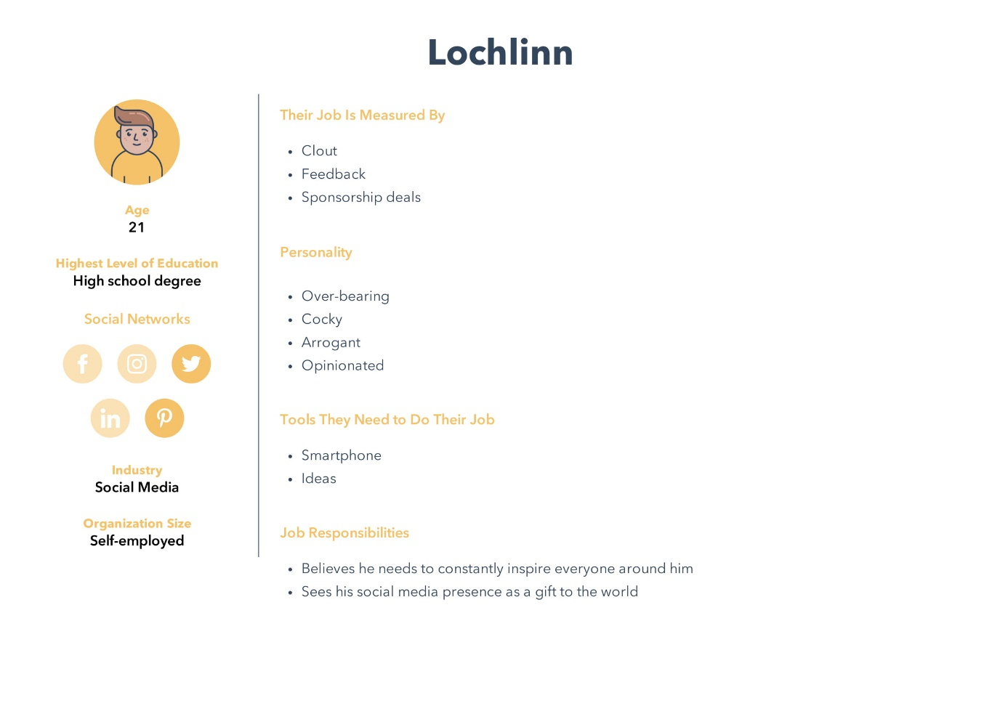 Lochlinn
Age
21
Highest Level of Education
High school degree
Social Networks
f
in
Industry
Social Media
Organization Size
Self-employed
Their Job Is Measured By
• Clout
• Feedback
• Sponsorship deals
Personality
• Over-bearing
• Cocky
• Arrogant
• Opinionated
Tools They Need to Do Their Job
• Smartphone
• Ideas
Job Responsibilities
• Believes he needs to constantly inspire everyone around him
• Sees his social media presence as a gift to the world